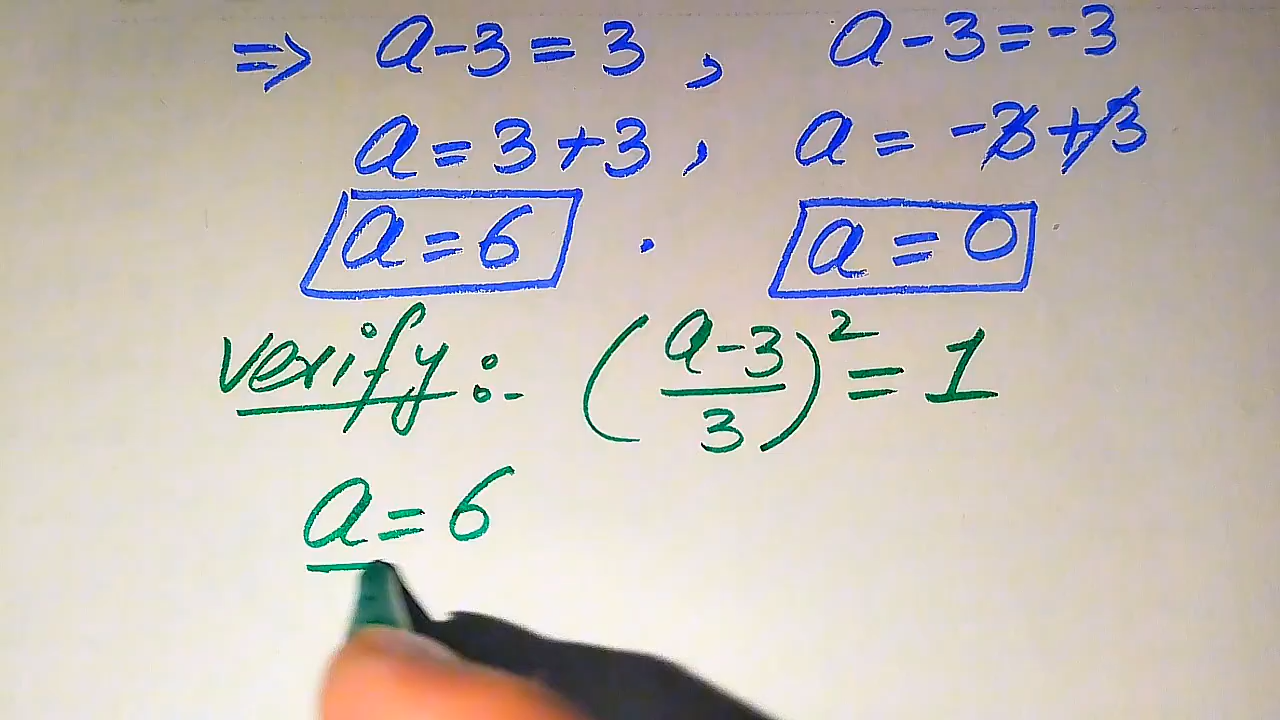 ⇒ a-3=3, a-3=-3
a=3+3, a=-3+3
a=6. a=0
verify:- (a-3/3)²=1
a=6